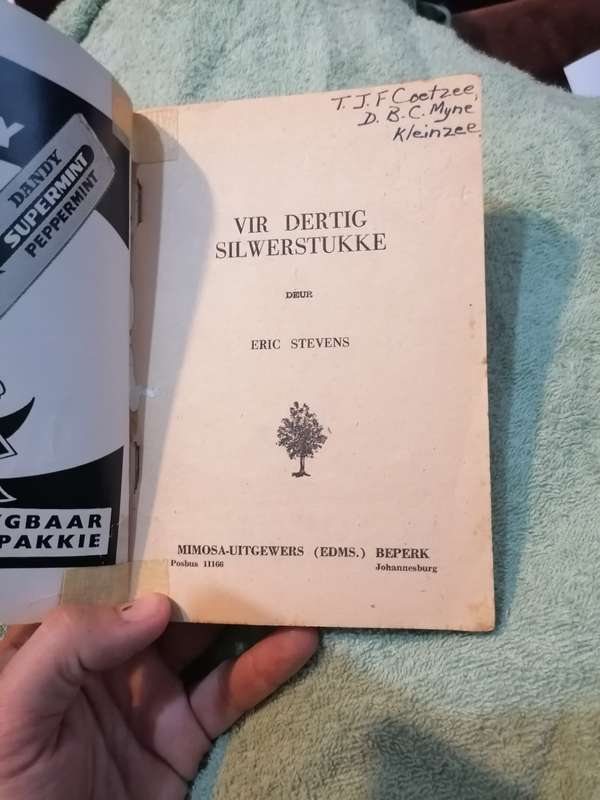 Y
DANDY
SUPERMINT
PEPPERMINT
YGBAAR
PAKKIE
T. J. F Coetzee,
D. B. C. Myne
Kleinzee.
VIR DERTIG
SILWERSTUKKE
DEUR
ERIC STEVENS
MIMOSA-UITGEWERS (EDMS.) BEPERK
Posbus 11166 Johannesburg